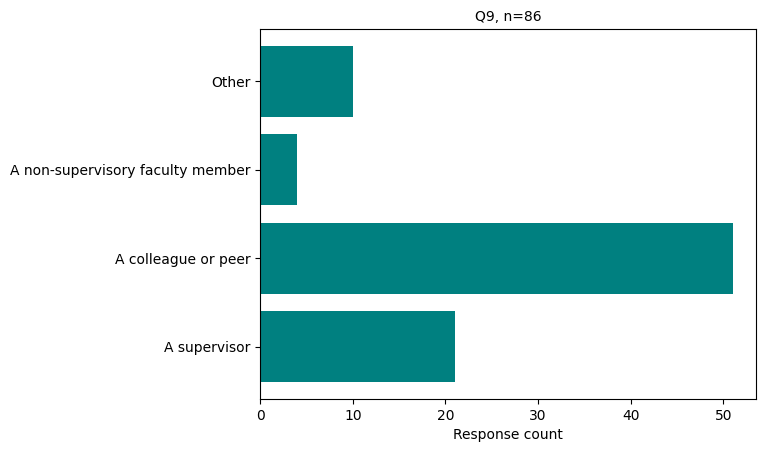 Q9, n=86
Other
A non-supervisory faculty member
A colleague or peer
A supervisor
0 10 20 30 40 50
Response count